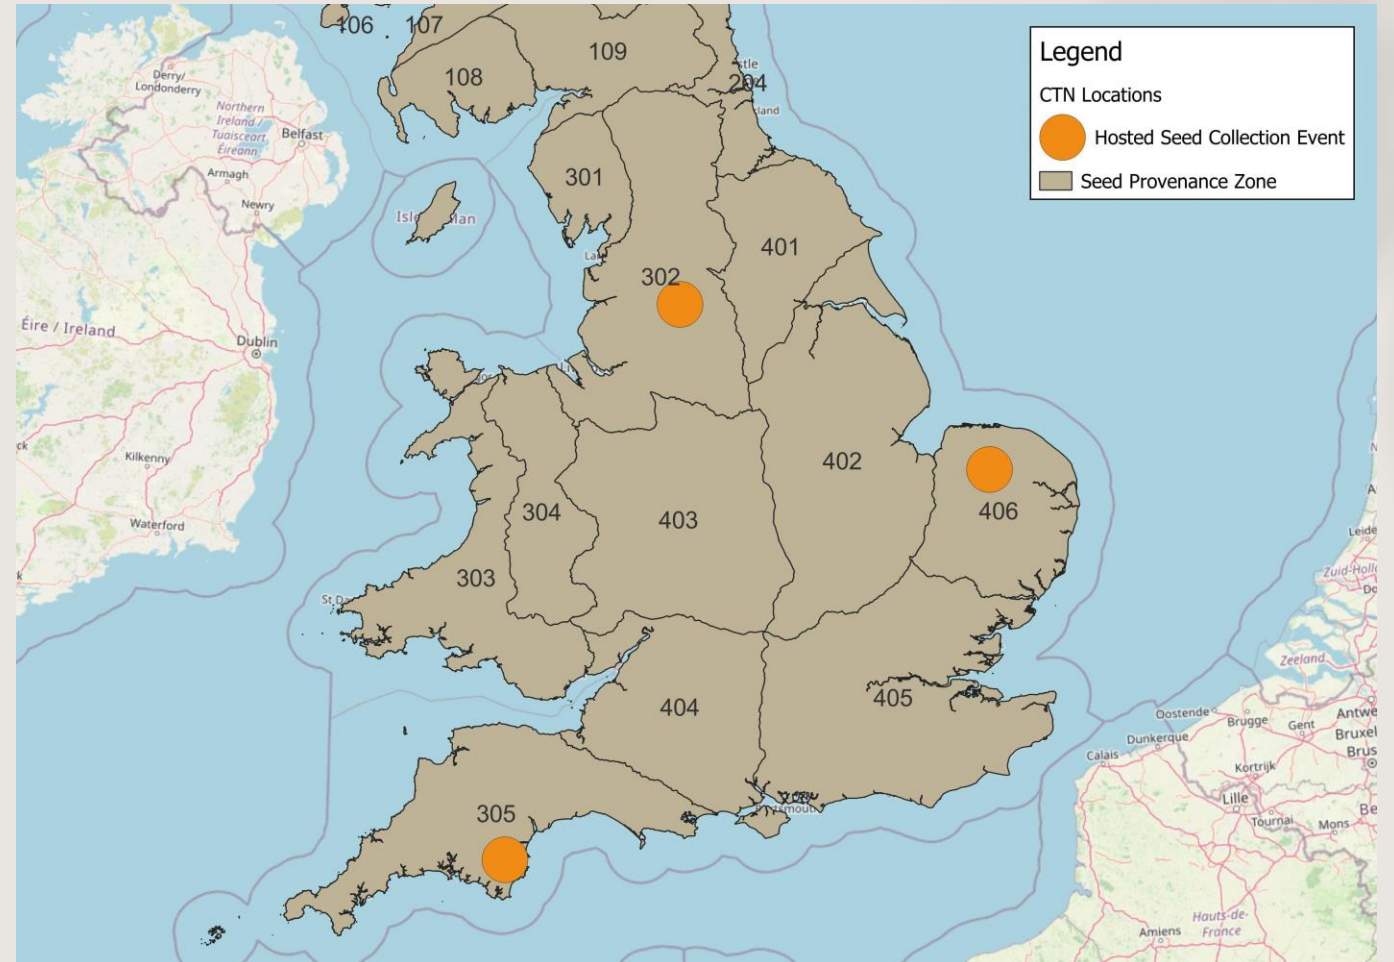 Legend
CTN Locations
Hosted Seed Collection Event
Seed Provenance Zone
106
107
109
108
204
Derry/
Londonderry
Northern
Ireland /
Tuaisceart
Éireann
Belfast
Armagh
Newry
301
401
302
Éire / Ireland
Dublin
Kilkenny
Waterford
402
406
304
403
303
404
405
305
Oostende
Brugge
Gent
Dunkerque
Calais
Kortrijk
Lille
Tournai
Mons
Zeeland
Hauts-de-
France
Amiens